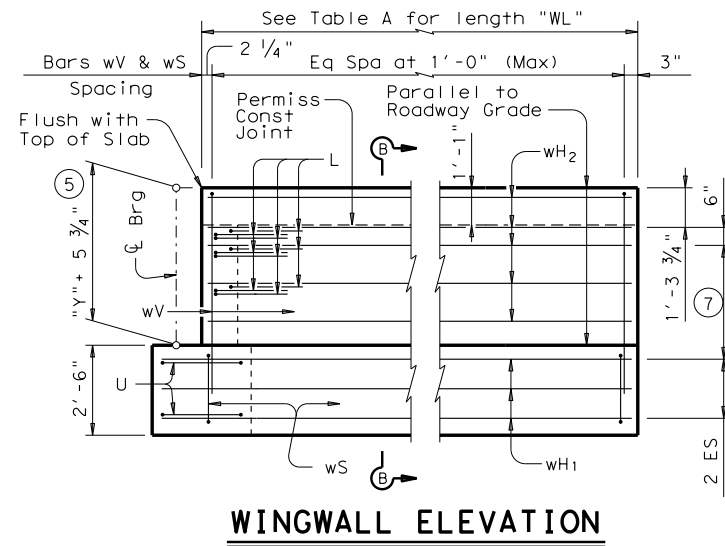 See Table A for length "WL"
2 1/4"
Bars wV & wS
Spacing
Eq Spa at 1'-0" (Max)
3"
Flush with
Top of Slab
Permiss
Const
Joint
Parallel to
Roadway Grade
B
1'-1"
wH2
L
5
"Y"+ 5 3/4"
℄ Brg
6"
1'-3 3/4"
7
wV
2'-6"
U
wS
wH1
2 ES
B
WINGWALL ELEVATION